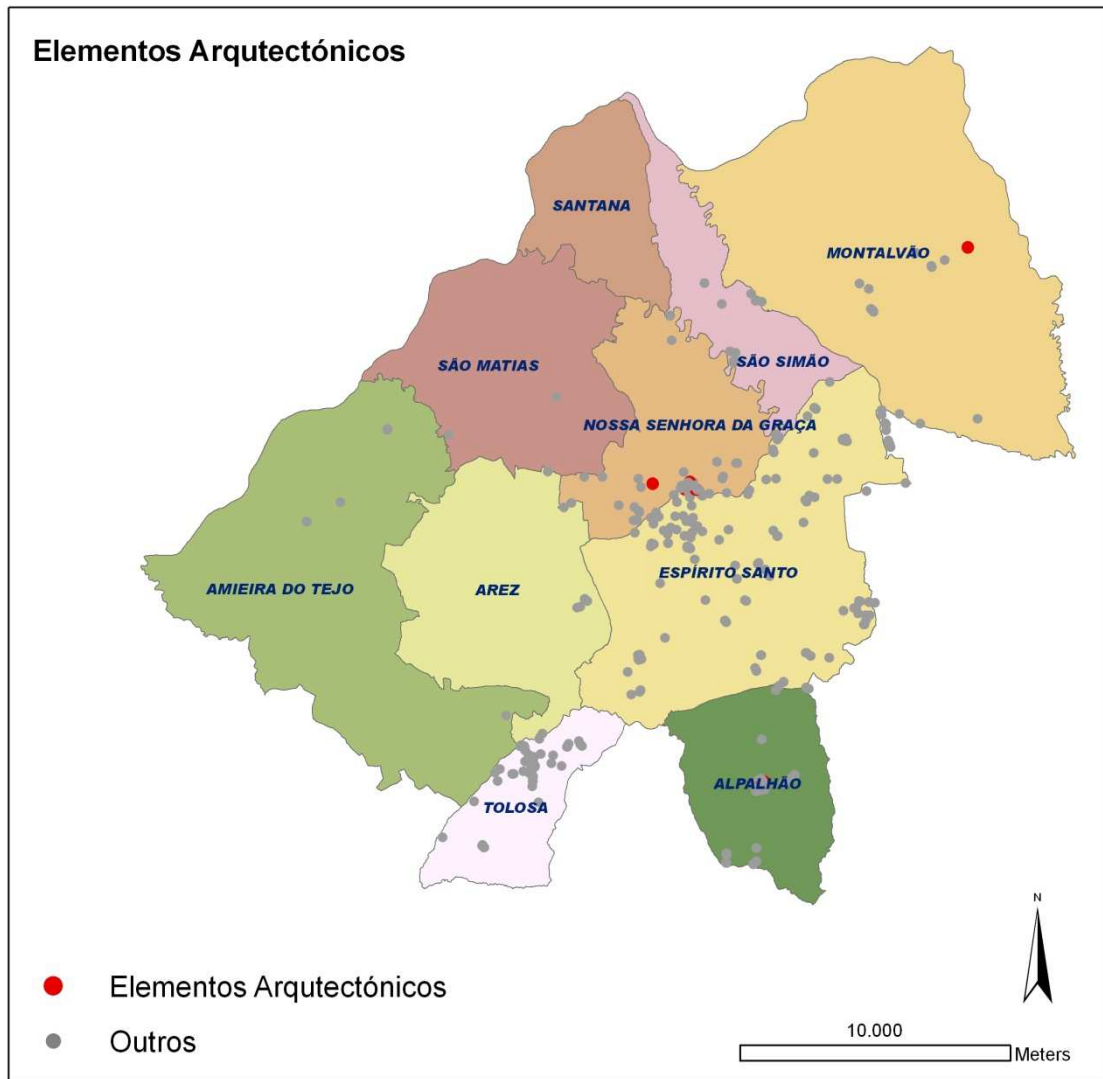 Elementos Arqutectónicos
SANTANA
MONTALVÃO
SÃO MATIAS
SÃO SIMÃO
NOSSA SENHORA DA GRAÇA
ESPÍRITO SANTO
AMIEIRA DO TEJO
AREZ
ALPALHÃO
TOLOSA
N
Elementos Arqutectónicos
Outros
10.000
Meters